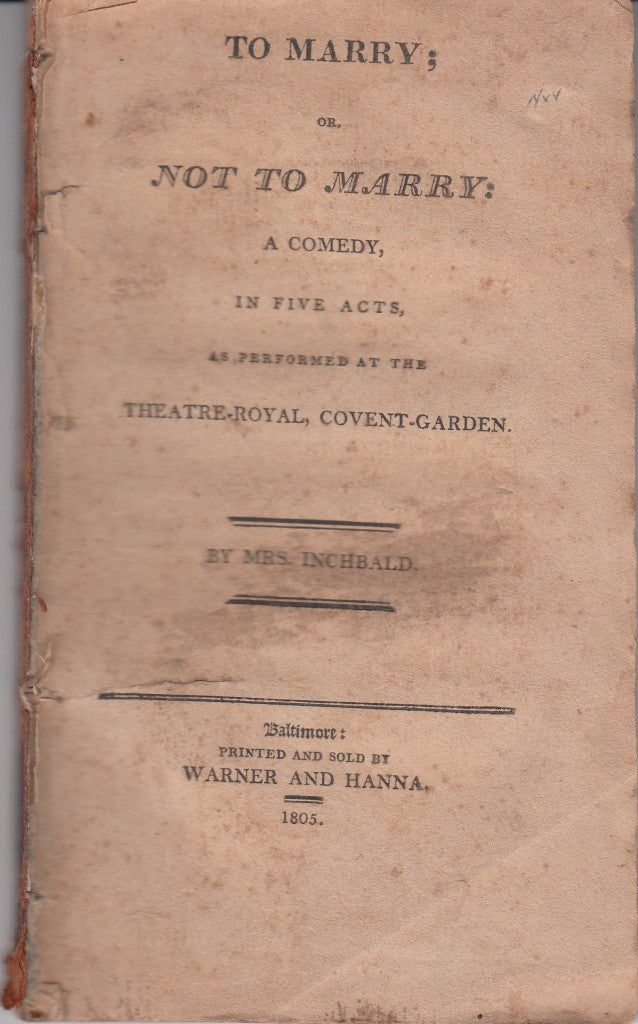 TO MARRY;
OR,
NOT TO MARRY:
A COMEDY,
IN FIVE ACTS,
AS PERFORMED AT THE
THEATRE-ROYAL, COVENT-GARDEN.
BY MRS. INCHBALD.
Baltimore:
PRINTED AND SOLD BY
WARNER AND HANNA.
1805.